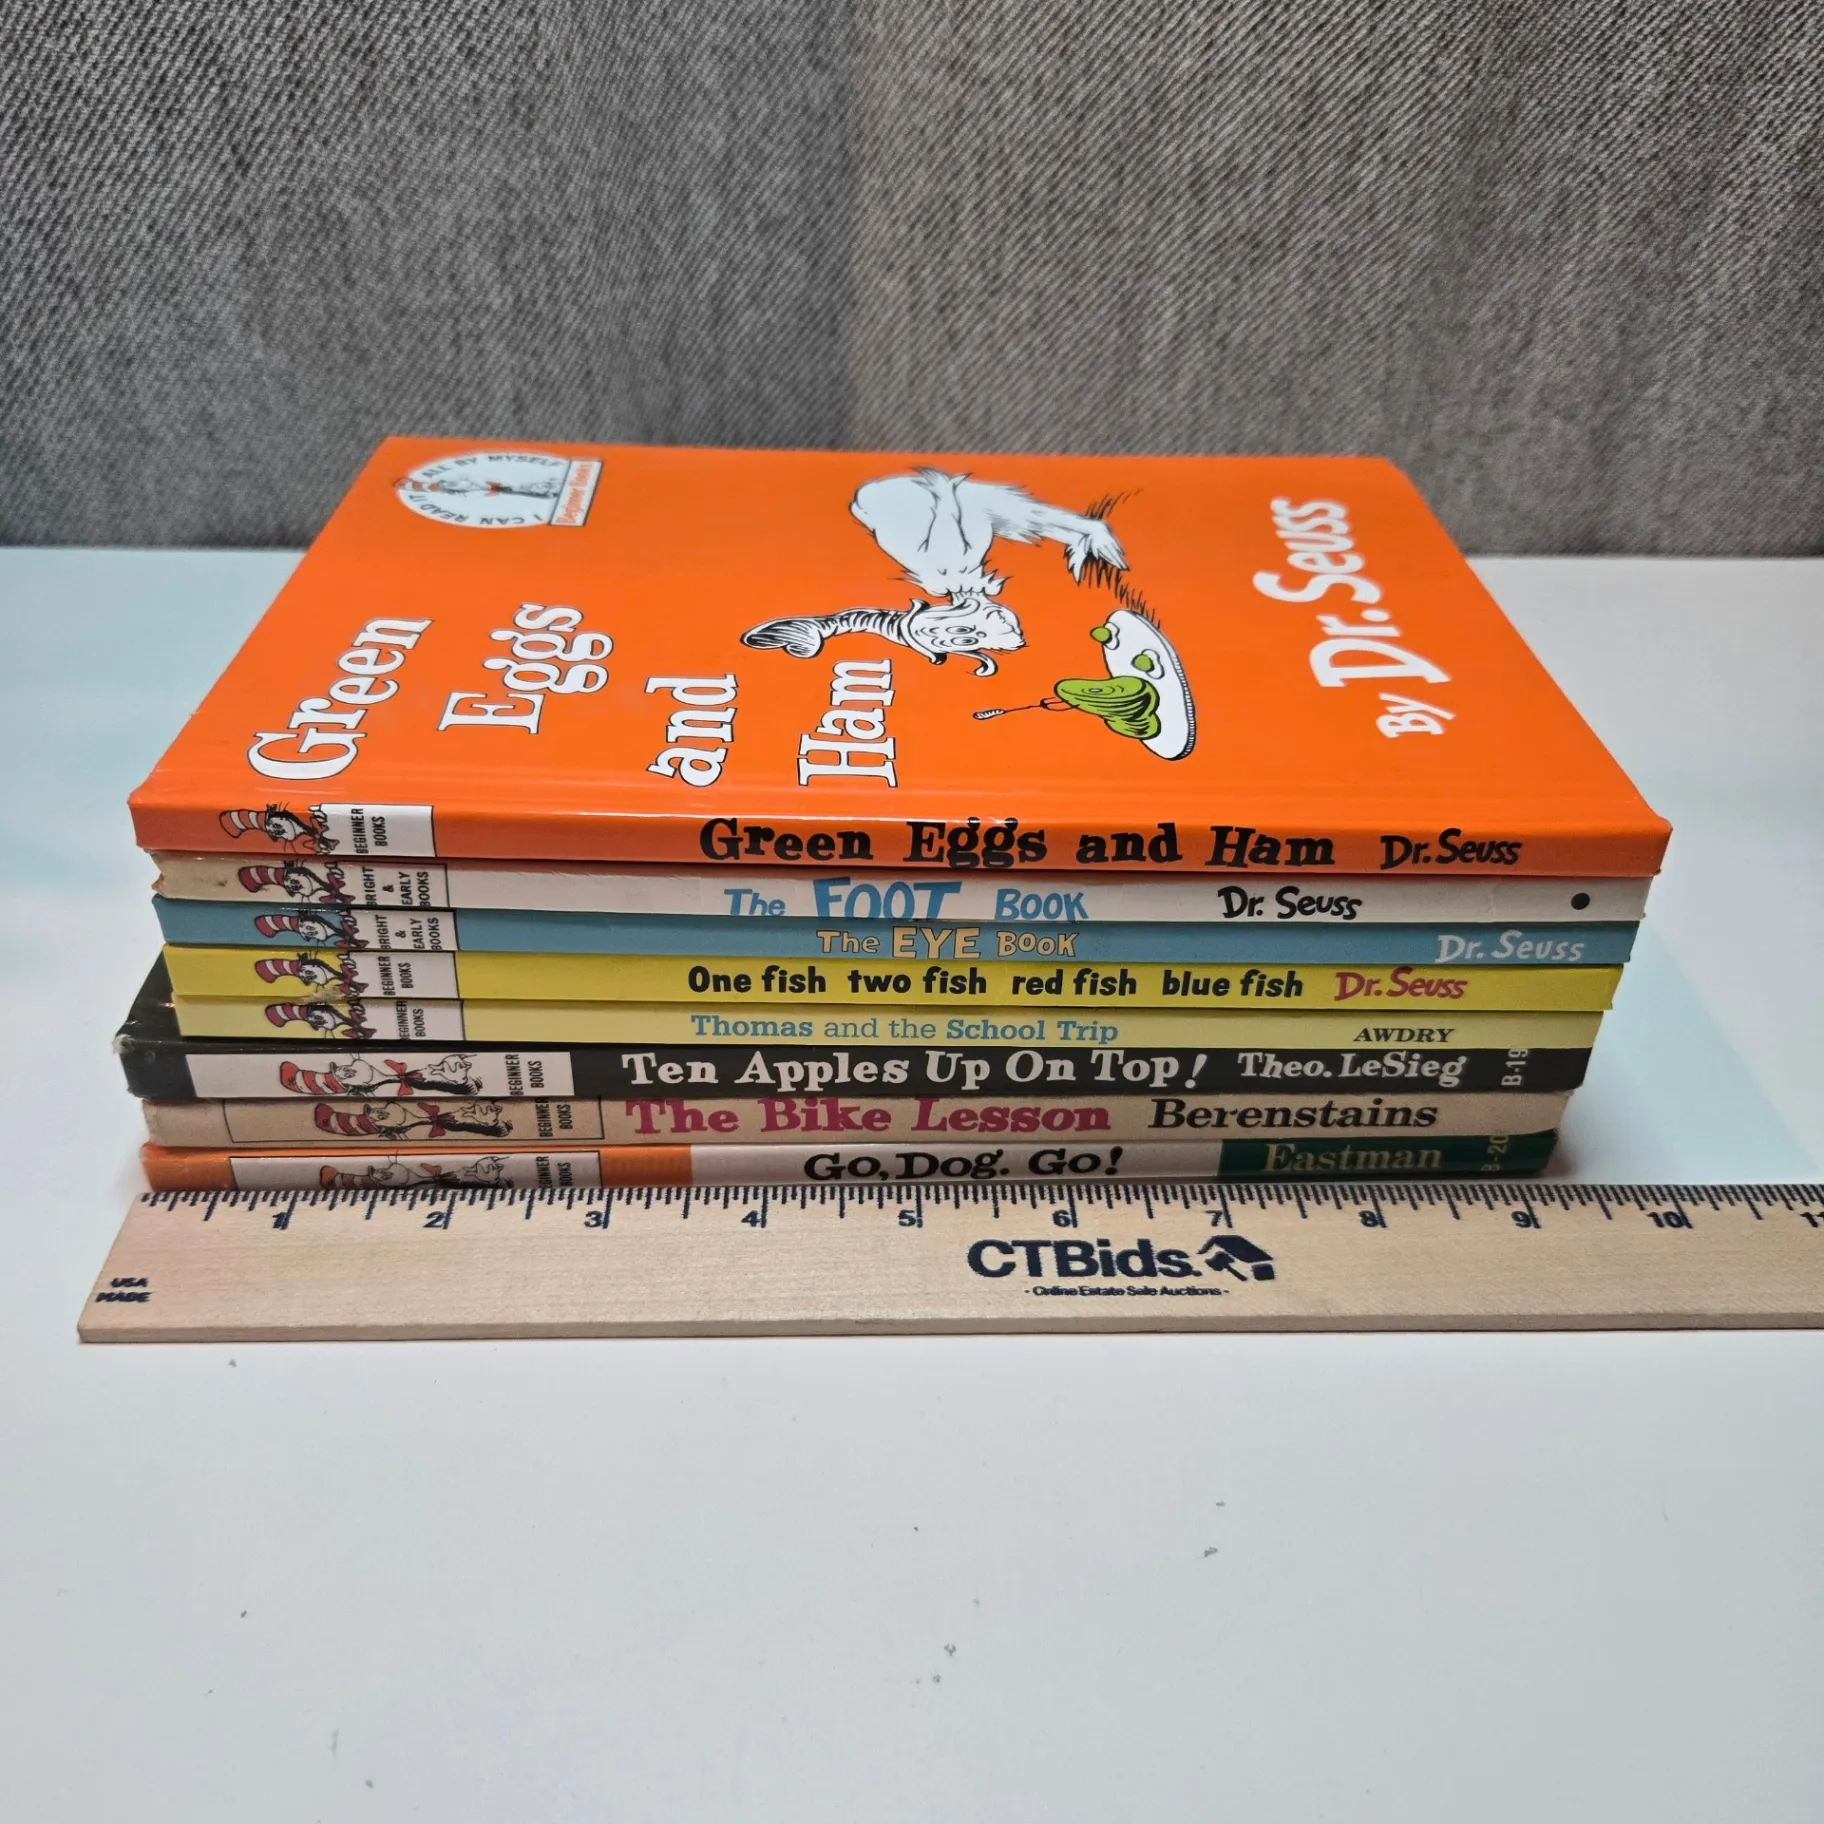 I CAN READ IT ALL BY MYSELF
Beginner Books
Green
Eggs
and
Ham
By Dr. Seuss
BEGINNER
BOOKS
Green Eggs and Ham Dr. Seuss
BRIGHT
&
EARLY
BOOKS
The FOOT BOOK Dr. Seuss
BRIGHT
&
EARLY
BOOKS
The EYE BOOK Dr. Seuss
BEGINNER
BOOKS
One fish two fish red fish blue fish Dr. Seuss
BEGINNER
BOOKS
Thomas and the School Trip AWDRY
BEGINNER
BOOKS
Ten Apples Up On Top! Theo. LeSieg B-19
BEGINNER
BOOKS
The Bike Lesson Berenstains
BEGINNER
BOOKS
Go, Dog. Go! Eastman B-20
1 2 3 4 5 6 7 8 9 10 11
CTBids
- Online Estate Sale Auctions -
USA
MADE